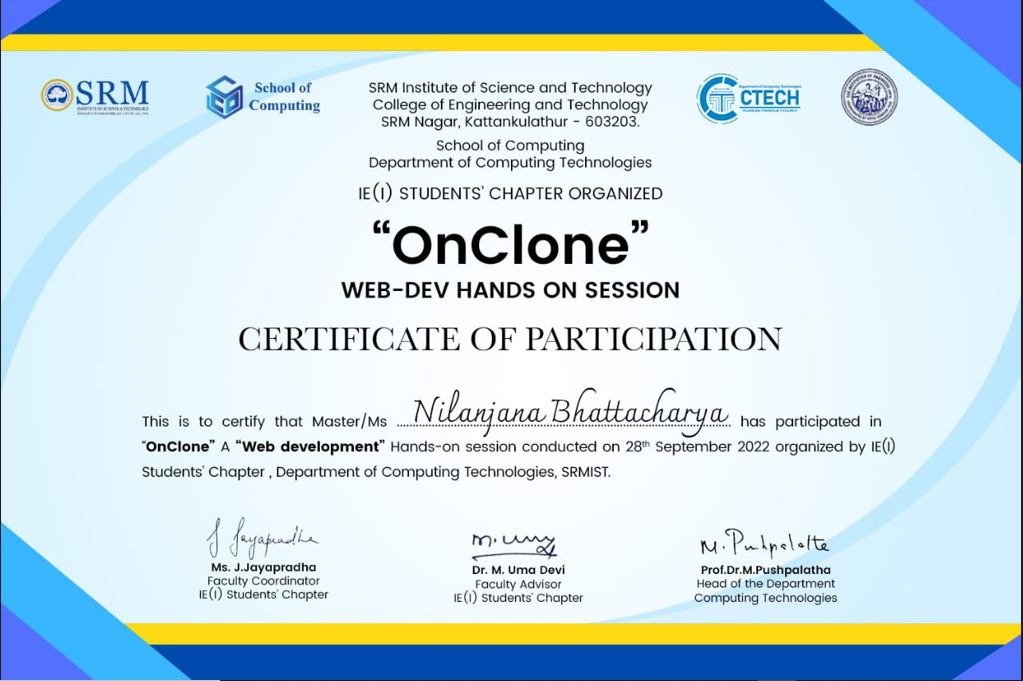 SRM
INSTITUTE OF SCIENCE & TECHNOLOGY
School of
Computing
SRM Institute of Science and Technology
College of Engineering and Technology
SRM Nagar, Kattankulathur - 603203.
School of Computing
Department of Computing Technologies
CTECH
IE(I) STUDENTS' CHAPTER ORGANIZED
“OnClone”
WEB-DEV HANDS ON SESSION
CERTIFICATE OF PARTICIPATION
This is to certify that Master/Ms Nilanjana Bhattacharya has participated in
“OnClone” A “Web development” Hands-on session conducted on 28th September 2022 organized by IE(I)
Students' Chapter , Department of Computing Technologies, SRMIST.
J Jayapradha
Ms. J.Jayapradha
Faculty Coordinator
IE(I) Students' Chapter
Dr. M. Uma Devi
Faculty Advisor
IE(I) Students' Chapter
Prof.Dr.M.Pushpalatha
Head of the Department
Computing Technologies